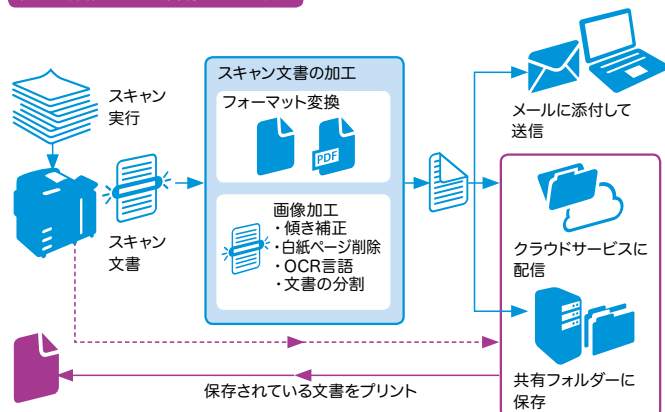 スキャン
実行
スキャン
文書
スキャン文書の加工
フォーマット変換
PDF
画像加工
・傾き補正
・白紙ページ削除
・OCR言語
・文書の分割
メールに添付して
送信
クラウドサービスに
配信
共有フォルダーに
保存
保存されている文書をプリント